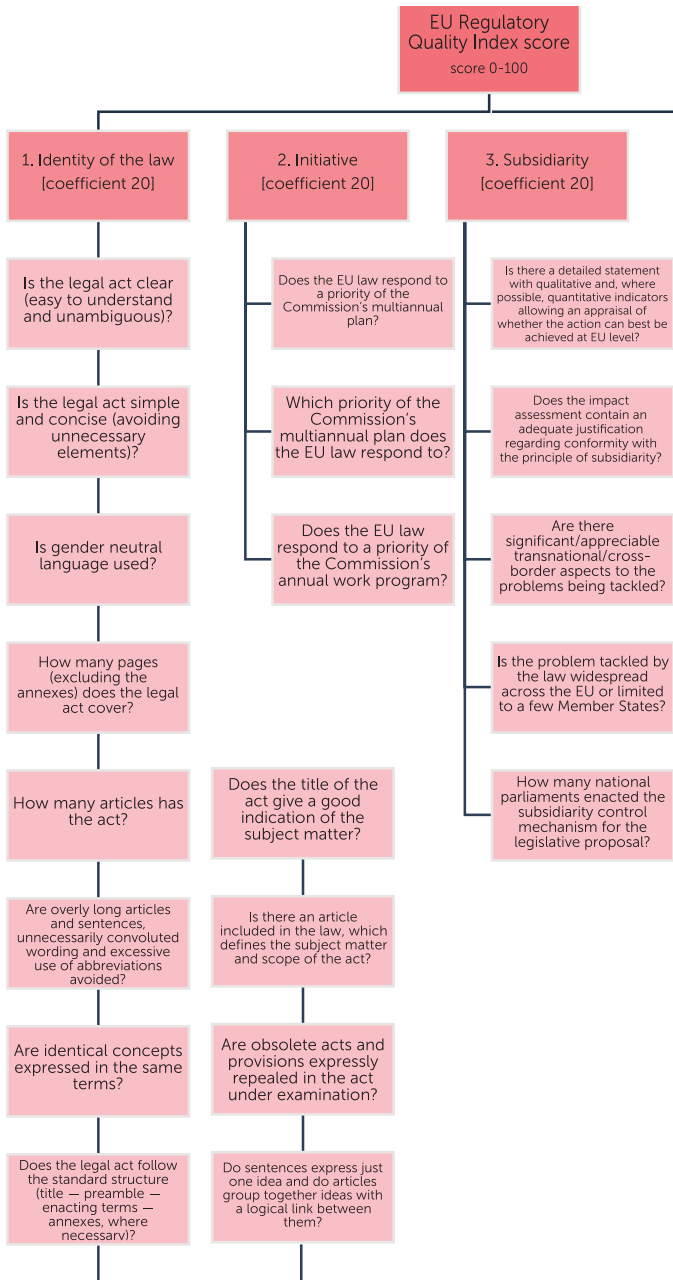 EU Regulatory
Quality Index score
score 0-100
1. Identity of the law
[coefficient 20]
Is the legal act clear
(easy to understand
and unambiguous)?
Is the legal act simple
and concise (avoiding
unnecessary
elements)?
Is gender neutral
language used?
How many pages
(excluding the
annexes) does the legal
act cover?
How many articles has
the act?
Are overly long articles
and sentences,
unnecessarily convoluted
wording and excessive
use of abbreviations
avoided?
Are identical concepts
expressed in the same
terms?
Does the legal act follow
the standard structure
(title — preamble —
enacting terms —
annexes, where
necessary)?
Does the title of the
act give a good
indication of the
subject matter?
Is there an article
included in the law, which
defines the subject matter
and scope of the act?
Are obsolete acts and
provisions expressly
repealed in the act
under examination?
Do sentences express just
one idea and do articles
group together ideas with
a logical link between
them?
2. Initiative
[coefficient 20]
Does the EU law respond to
a priority of the
Commission's multiannual
plan?
Which priority of the
Commission's
multiannual plan does
the EU law respond to?
Does the EU law
respond to a priority of
the Commission's
annual work program?
3. Subsidiarity
[coefficient 20]
Is there a detailed statement
with qualitative and, where
possible, quantitative indicators
allowing an appraisal of
whether the action can best be
achieved at EU level?
Does the impact
assessment contain an
adequate justification
regarding conformity with
the principle of subsidiarity?
Are there
significant/appreciable
transnational/cross-
border aspects to the
problems being tackled?
Is the problem tackled by
the law widespread
across the EU or limited
to a few Member States?
How many national
parliaments enacted the
subsidiarity control
mechanism for the
legislative proposal?